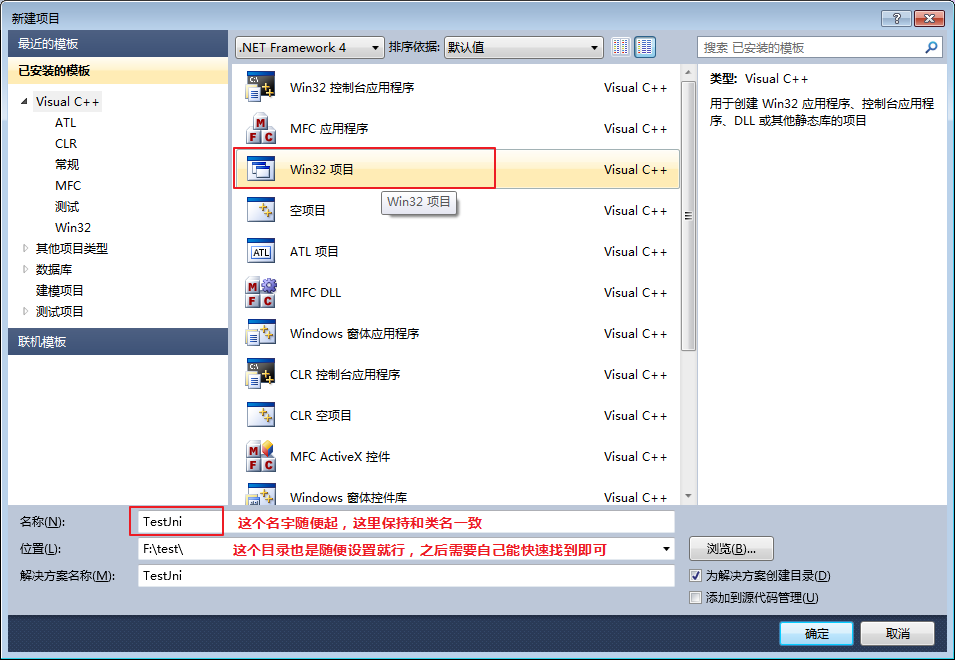 新建项目
最近的模板
已安装的模板
Visual C++
ATL
CLR
常规
MFC
测试
Win32
其他项目类型
数据库
建模项目
测试项目
联机模板
.NET Framework 4 排序依据: 默认值
搜索 已安装的模板
Win32 控制台应用程序 Visual C++
MFC 应用程序 Visual C++
Win32 项目 Visual C++
Win32 项目
空项目 Visual C++
ATL 项目 Visual C++
MFC DLL Visual C++
Windows 窗体应用程序 Visual C++
CLR 控制台应用程序 Visual C++
CLR 空项目 Visual C++
MFC ActiveX 控件 Visual C++
Windows 窗体控件库 Visual C++
类型: Visual C++
用于创建 Win32 应用程序、控制台应用程
序、DLL 或其他静态库的项目
名称(N): TestJni 这个名字随便起，这里保持和类名一致
位置(L): F:\test\ 这个目录也是随便设置就行，之后需要自己能快速找到即可
浏览(B)...
解决方案名称(M): TestJni
为解决方案创建目录(D)
添加到源代码管理(U)
确定 取消